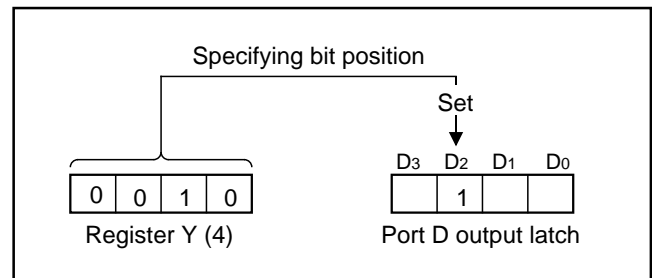 Specifying bit position
Set
D3 D2 D1 D0
0 0 1 0
1
Register Y (4)
Port D output latch